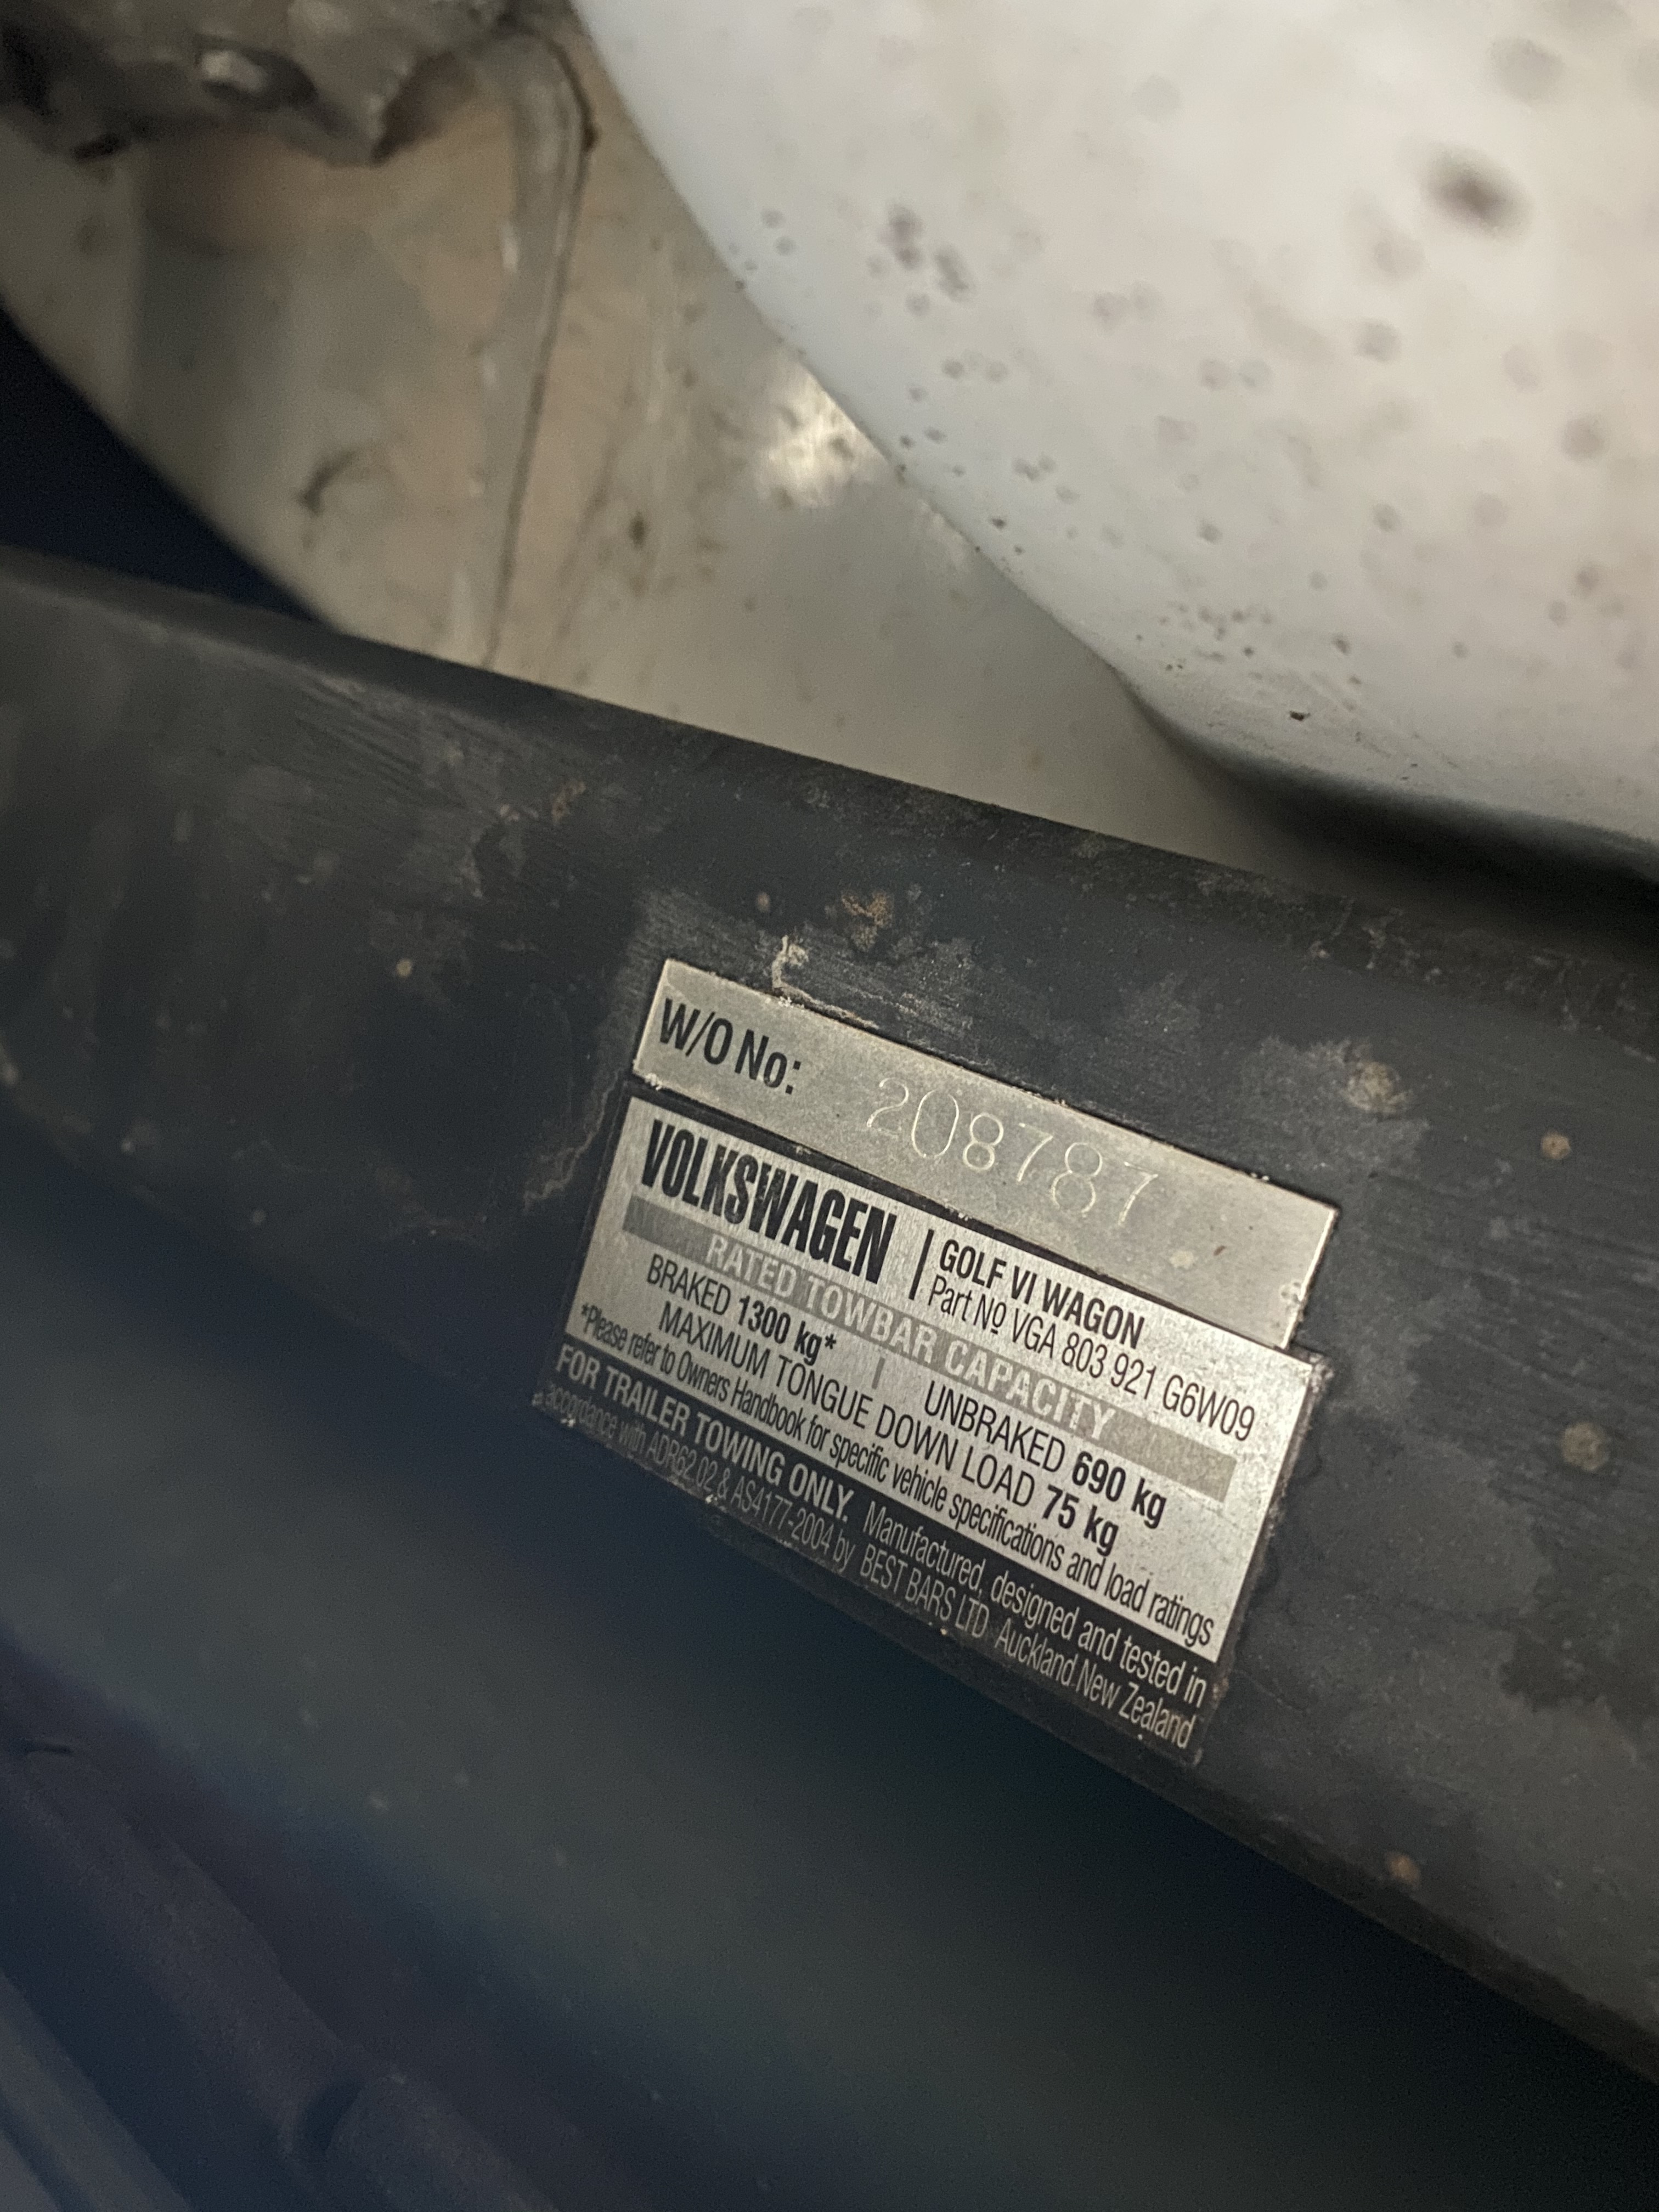 W/O No: 208787
VOLKSWAGEN | GOLF VI WAGON
Part No VGA 803 921 G6W09
RATED TOWBAR CAPACITY
BRAKED 1300 kg* | UNBRAKED 690 kg
MAXIMUM TONGUE DOWN LOAD 75 kg
*Please refer to Owners Handbook for specific vehicle specifications and load ratings
FOR TRAILER TOWING ONLY. Manufactured, designed and tested in
accordance with ADR62.02 & AS4177-2004 by BEST BARS LTD Auckland New Zealand